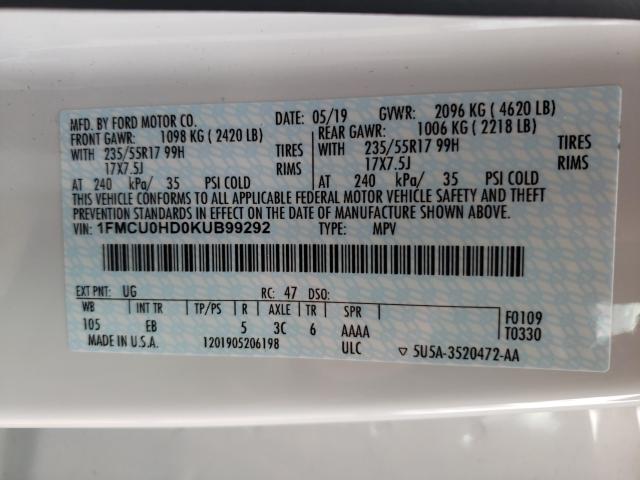 MFD. BY FORD MOTOR CO. DATE: 05/19 GVWR: 2096 KG ( 4620 LB)
FRONT GAWR: 1098 KG ( 2420 LB) REAR GAWR: 1006 KG ( 2218 LB)
WITH 235/55R17 99H TIRES WITH 235/55R17 99H TIRES
17X7.5J RIMS 17X7.5J RIMS
AT 240 kPa/ 35 PSI COLD AT 240 kPa/ 35 PSI COLD
THIS VEHICLE CONFORMS TO ALL APPLICABLE FEDERAL MOTOR VEHICLE SAFETY AND THEFT
PREVENTION STANDARDS IN EFFECT ON THE DATE OF MANUFACTURE SHOWN ABOVE.
VIN: 1FMCU0HD0KUB99292 TYPE: MPV
EXT PNT: UG RC: 47 DSO:
WB INT TR TP/PS R AXLE TR SPR F0109
105 EB 5 3C 6 AAAA T0330
MADE IN U.S.A. 1201905206198 ULC ▽ 5U5A-3520472-AA